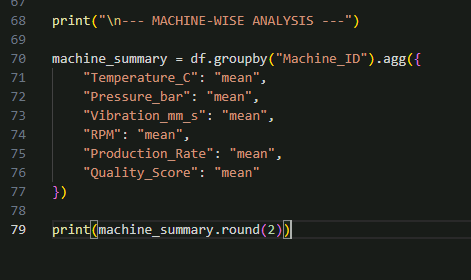 67
68 print("\n--- MACHINE-WISE ANALYSIS ---")
69
70 machine_summary = df.groupby("Machine_ID").agg({
71     "Temperature_C": "mean",
72     "Pressure_bar": "mean",
73     "Vibration_mm_s": "mean",
74     "RPM": "mean",
75     "Production_Rate": "mean",
76     "Quality_Score": "mean"
77 })
78
79 print(machine_summary.round(2))